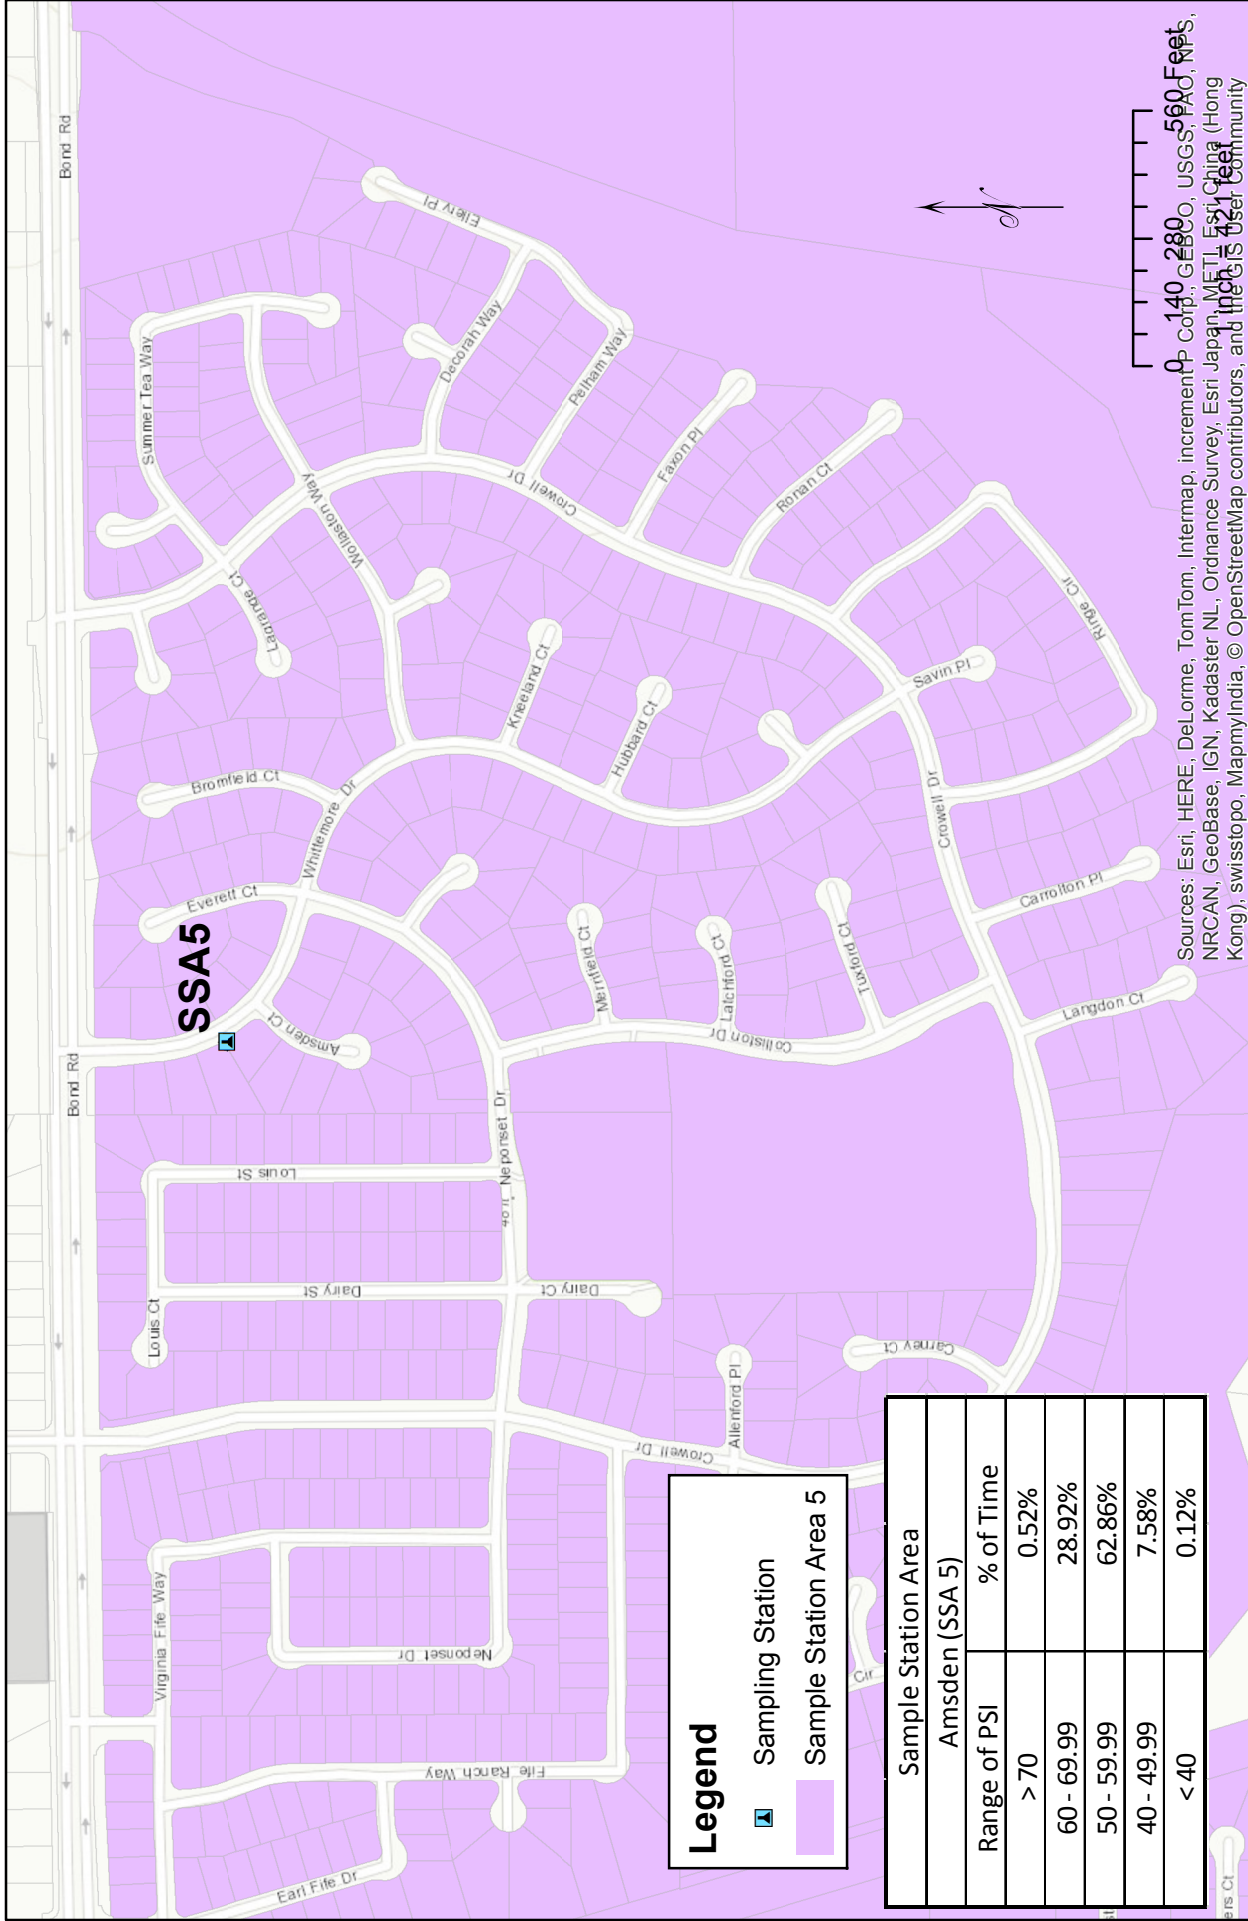 Bond Rd
Bond Rd
SSA5
Summer Tea Way
Ellery Pl
Decorah Way
Pelham Way
Wollaston Way
Lagrange Ct
Crowell Dr
Faxon Pl
Ronan Ct
Ringe Cir
Savin Pl
Kneeland Ct
Hubbard Ct
Bromfield Ct
Whittemore Dr
Everett Ct
Amsden Ct
Merrifield Ct
Latchford Ct
Tuxford Ct
Colliston Dr
Crowell Dr
Carrolton Pl
Langdon Ct
Louis St
Neponset Dr
Louis Ct
Dairy St
Dairy Ct
Carney Ct
Allenford Pl
Crowell Dr
Virginia Fife Way
Neponset Dr
Fife Ranch Way
Earl Fife Dr
Cir
st
ers Ct
Legend
Sampling Station
Sample Station Area 5
Sample Station Area
Amsden (SSA 5)
Range of PSI % of Time
> 70 0.52%
60 - 69.99 28.92%
50 - 59.99 62.86%
40 - 49.99 7.58%
< 40 0.12%
N
0 140 280 560 Feet
1 inch = 421 feet
Sources: Esri, HERE, DeLorme, TomTom, Intermap, increment P Corp., GEBCO, USGS, FAO, NPS,
NRCAN, GeoBase, IGN, Kadaster NL, Ordnance Survey, Esri Japan, METI, Esri China (Hong
Kong), swisstopo, MapmyIndia, © OpenStreetMap contributors, and the GIS User Community